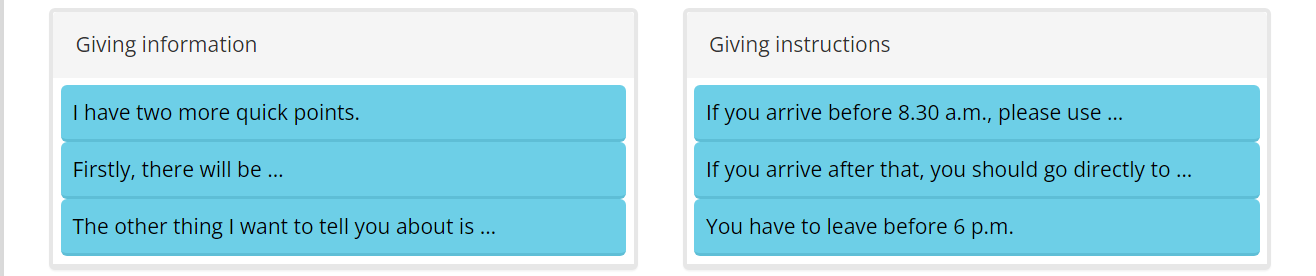 Giving information
I have two more quick points.
Firstly, there will be ...
The other thing I want to tell you about is ...
Giving instructions
If you arrive before 8.30 a.m., please use ...
If you arrive after that, you should go directly to ...
You have to leave before 6 p.m.